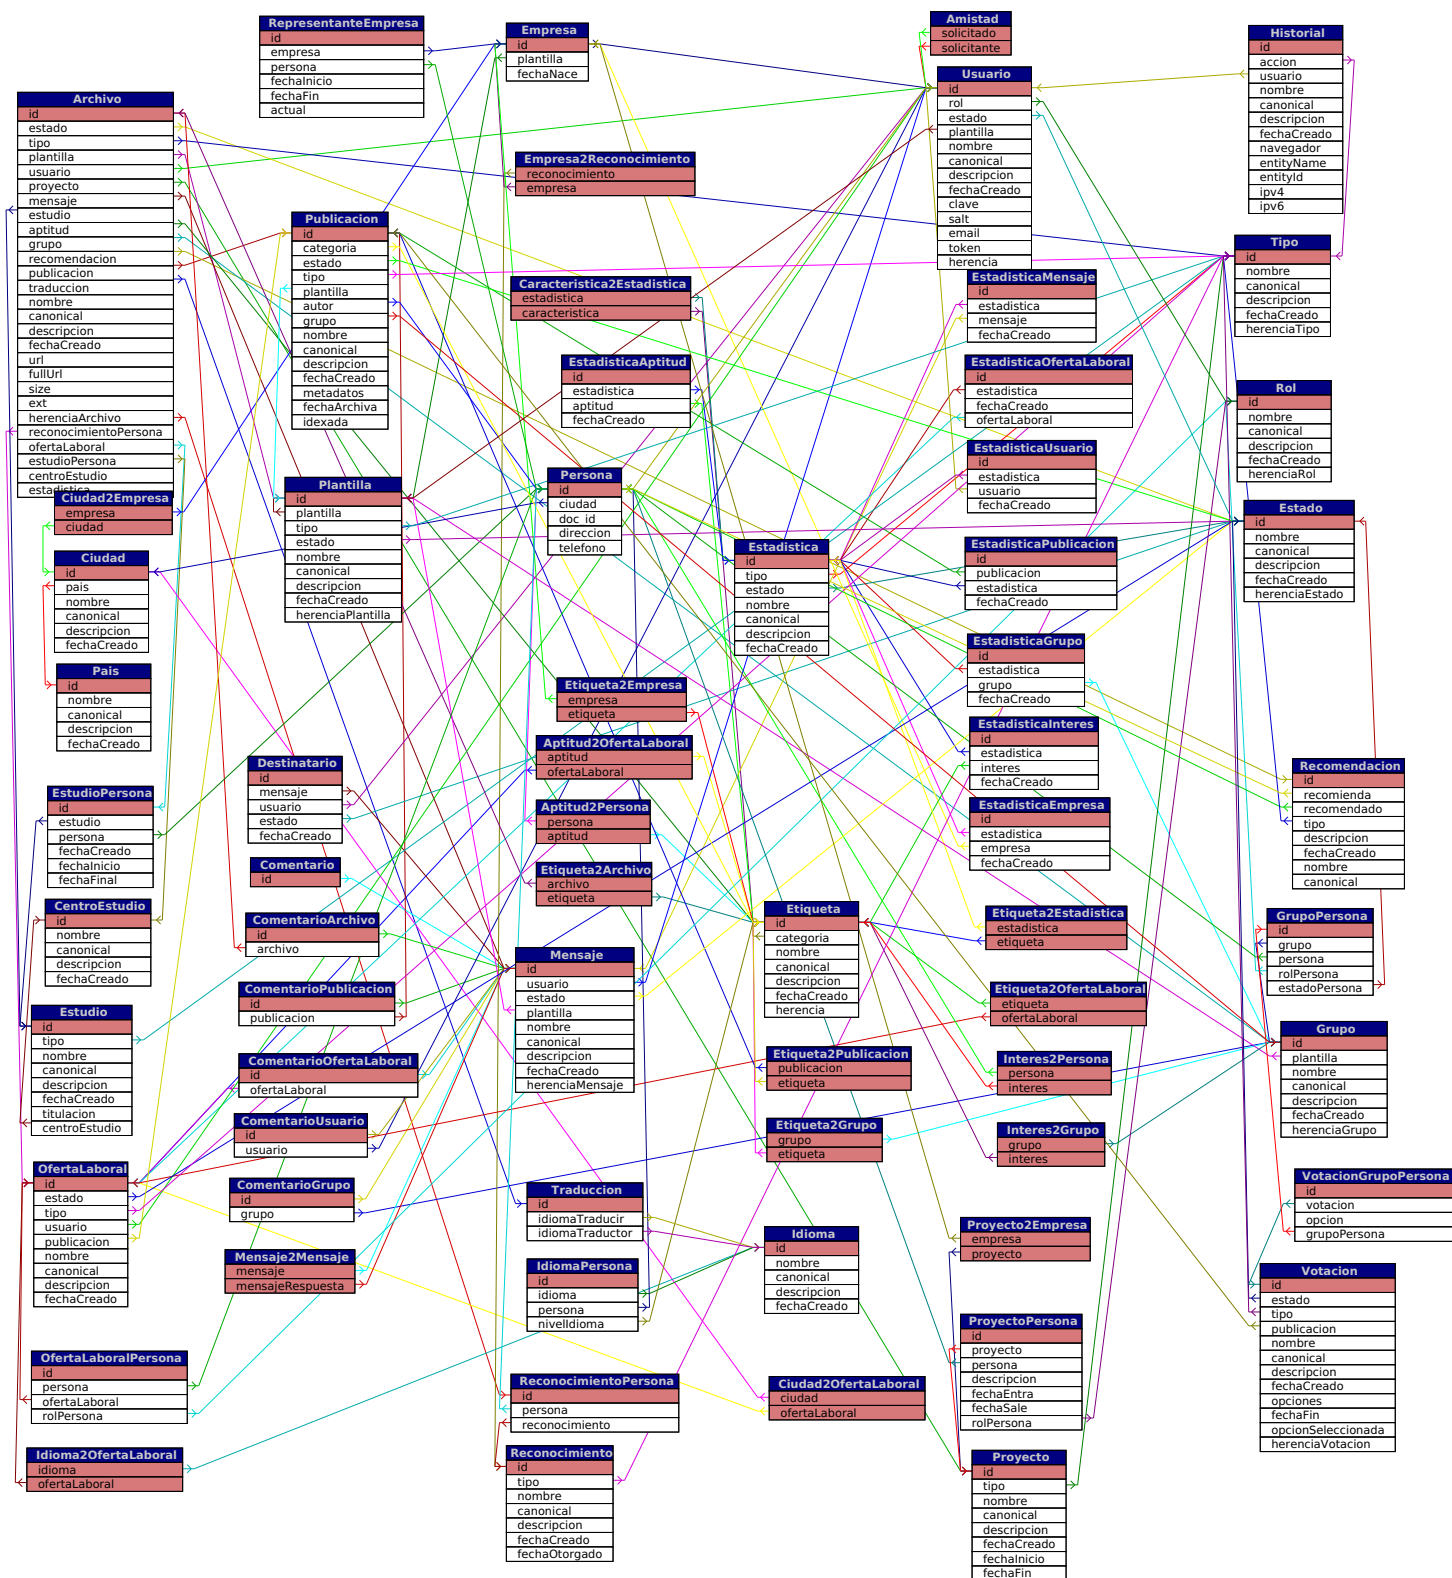 RepresentanteEmpresa
id
empresa
persona
fechaInicio
fechaFin
actual
Empresa
id
plantilla
fechaNace
Amistad
solicitado
solicitante
Historial
id
accion
usuario
nombre
canonical
descripcion
fechaCreado
navegador
entityName
entityId
ipv4
ipv6
Usuario
id
rol
estado
plantilla
nombre
canonical
descripcion
fechaCreado
clave
salt
email
token
herencia
Archivo
id
estado
tipo
plantilla
usuario
proyecto
mensaje
estudio
aptitud
grupo
recomendacion
publicacion
traduccion
nombre
canonical
descripcion
fechaCreado
url
fullUrl
size
ext
herenciaArchivo
reconocimientoPersona
ofertaLaboral
estudioPersona
centroEstudio
estadistica
Empresa2Reconocimiento
reconocimiento
empresa
Publicacion
id
categoria
estado
tipo
plantilla
autor
grupo
nombre
canonical
descripcion
fechaCreado
metadatos
fechaArchiva
idexada
Tipo
id
nombre
canonical
descripcion
fechaCreado
herenciaTipo
Caracteristica2Estadistica
estadistica
caracteristica
EstadisticaMensaje
id
estadistica
mensaje
fechaCreado
EstadisticaAptitud
id
estadistica
aptitud
fechaCreado
EstadisticaOfertaLaboral
id
estadistica
fechaCreado
ofertaLaboral
Rol
id
nombre
canonical
descripcion
fechaCreado
herenciaRol
EstadisticaUsuario
id
estadistica
usuario
fechaCreado
Persona
id
ciudad
doc_id
direccion
telefono
Plantilla
id
plantilla
tipo
estado
nombre
canonical
descripcion
fechaCreado
herenciaPlantilla
Ciudad2Empresa
empresa
ciudad
Estado
id
nombre
canonical
descripcion
fechaCreado
herenciaEstado
Estadistica
id
tipo
estado
nombre
canonical
descripcion
fechaCreado
EstadisticaPublicacion
id
publicacion
estadistica
fechaCreado
Ciudad
id
pais
nombre
canonical
descripcion
fechaCreado
EstadisticaGrupo
id
estadistica
grupo
fechaCreado
Pais
id
nombre
canonical
descripcion
fechaCreado
Etiqueta2Empresa
empresa
etiqueta
EstadisticaInteres
id
estadistica
interes
fechaCreado
Aptitud2OfertaLaboral
aptitud
ofertaLaboral
Destinatario
id
mensaje
usuario
estado
fechaCreado
Recomendacion
id
recomienda
recomendado
tipo
descripcion
fechaCreado
nombre
canonical
EstudioPersona
id
estudio
persona
fechaCreado
fechaInicio
fechaFinal
Aptitud2Persona
persona
aptitud
EstadisticaEmpresa
id
estadistica
empresa
fechaCreado
Comentario
id
Etiqueta2Archivo
archivo
etiqueta
CentroEstudio
id
nombre
canonical
descripcion
fechaCreado
Etiqueta
id
categoria
nombre
canonical
descripcion
fechaCreado
herencia
Etiqueta2Estadistica
estadistica
etiqueta
GrupoPersona
id
grupo
persona
rolPersona
estadoPersona
ComentarioArchivo
id
archivo
Mensaje
id
usuario
estado
plantilla
nombre
canonical
descripcion
fechaCreado
herenciaMensaje
ComentarioPublicacion
id
publicacion
Etiqueta2OfertaLaboral
etiqueta
ofertaLaboral
Estudio
id
tipo
nombre
canonical
descripcion
fechaCreado
titulacion
centroEstudio
Grupo
id
plantilla
nombre
canonical
descripcion
fechaCreado
herenciaGrupo
Etiqueta2Publicacion
publicacion
etiqueta
Interes2Persona
persona
interes
ComentarioOfertaLaboral
id
ofertaLaboral
ComentarioUsuario
id
usuario
Etiqueta2Grupo
grupo
etiqueta
Interes2Grupo
grupo
interes
OfertaLaboral
id
estado
tipo
usuario
publicacion
nombre
canonical
descripcion
fechaCreado
ComentarioGrupo
id
grupo
VotacionGrupoPersona
id
votacion
opcion
grupoPersona
Traduccion
id
idiomaTraducir
idiomaTraductor
Idioma
id
nombre
canonical
descripcion
fechaCreado
Proyecto2Empresa
empresa
proyecto
Mensaje2Mensaje
mensaje
mensajeRespuesta
IdiomaPersona
id
idioma
persona
nivelIdioma
Votacion
id
estado
tipo
publicacion
nombre
canonical
descripcion
fechaCreado
opciones
fechaFin
opcionSeleccionada
herenciaVotacion
ProyectoPersona
id
proyecto
persona
descripcion
fechaEntra
fechaSale
rolPersona
OfertaLaboralPersona
id
persona
ofertaLaboral
rolPersona
ReconocimientoPersona
id
persona
reconocimiento
Ciudad2OfertaLaboral
ciudad
ofertaLaboral
Idioma2OfertaLaboral
idioma
ofertaLaboral
Reconocimiento
id
tipo
nombre
canonical
descripcion
fechaCreado
fechaOtorgado
Proyecto
id
tipo
nombre
canonical
descripcion
fechaCreado
fechaInicio
fechaFin